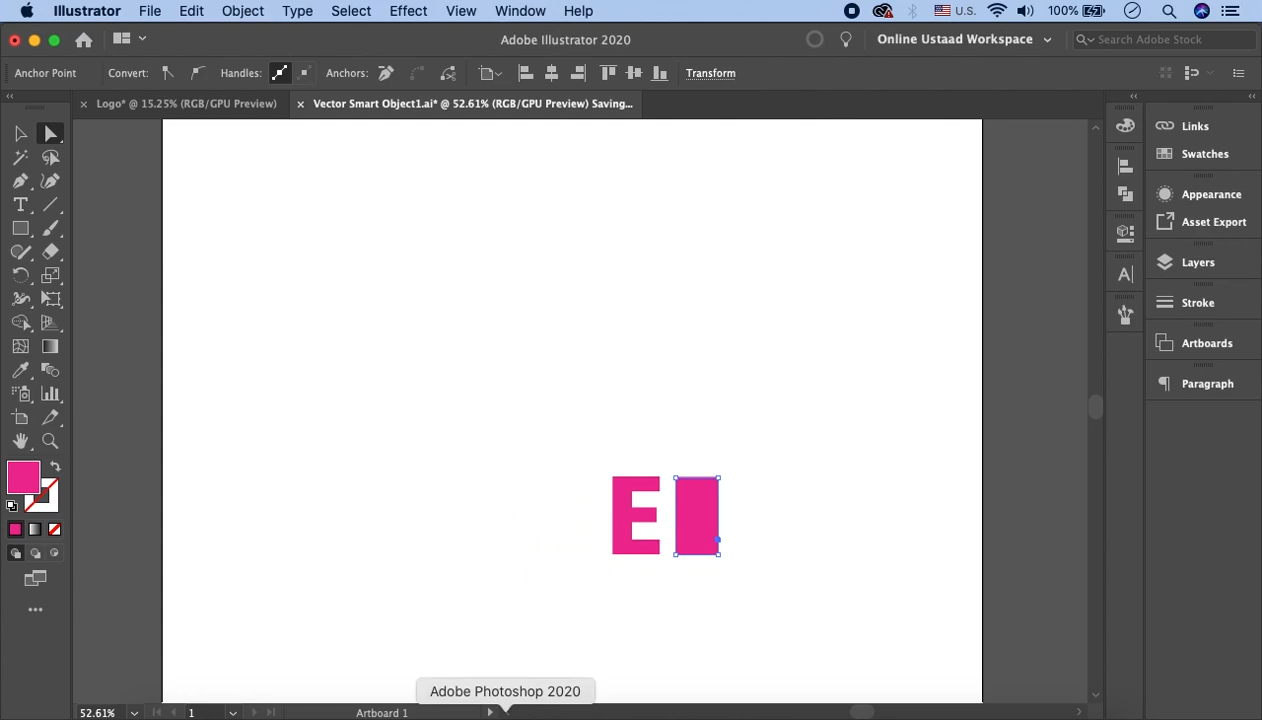 Illustrator File Edit Object Type Select Effect View Window Help U.S. 100%
Adobe Illustrator 2020 Online Ustaad Workspace Search Adobe Stock
Anchor Point Convert: Handles: Anchors: Transform
Logo* @ 15.25% (RGB/GPU Preview) Vector Smart Object1.ai* @ 52.61% (RGB/GPU Preview) Saving...
Links
Swatches
Appearance
Asset Export
Layers
Stroke
Artboards
Paragraph
E
Adobe Photoshop 2020
52.61% 1 Artboard 1